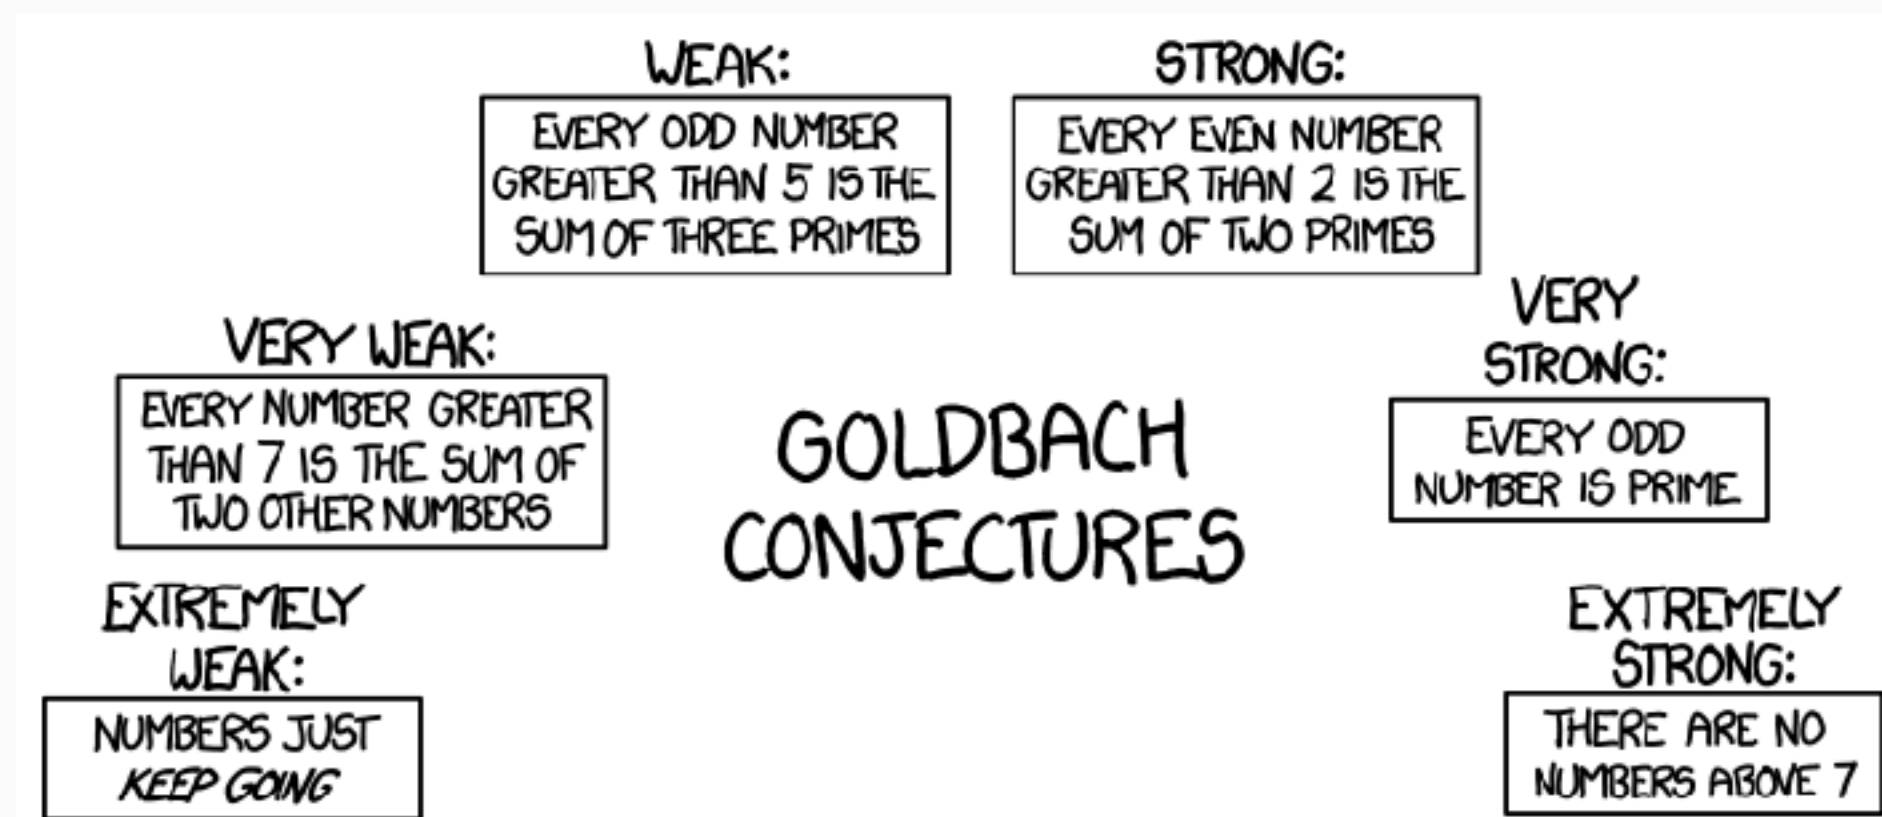 WEAK:
EVERY ODD NUMBER
GREATER THAN 5 IS THE
SUM OF THREE PRIMES
STRONG:
EVERY EVEN NUMBER
GREATER THAN 2 IS THE
SUM OF TWO PRIMES
VERY WEAK:
EVERY NUMBER GREATER
THAN 7 IS THE SUM OF
TWO OTHER NUMBERS
GOLDBACH
CONJECTURES
VERY
STRONG:
EVERY ODD
NUMBER IS PRIME
EXTREMELY
WEAK:
NUMBERS JUST
KEEP GOING
EXTREMELY
STRONG:
THERE ARE NO
NUMBERS ABOVE 7